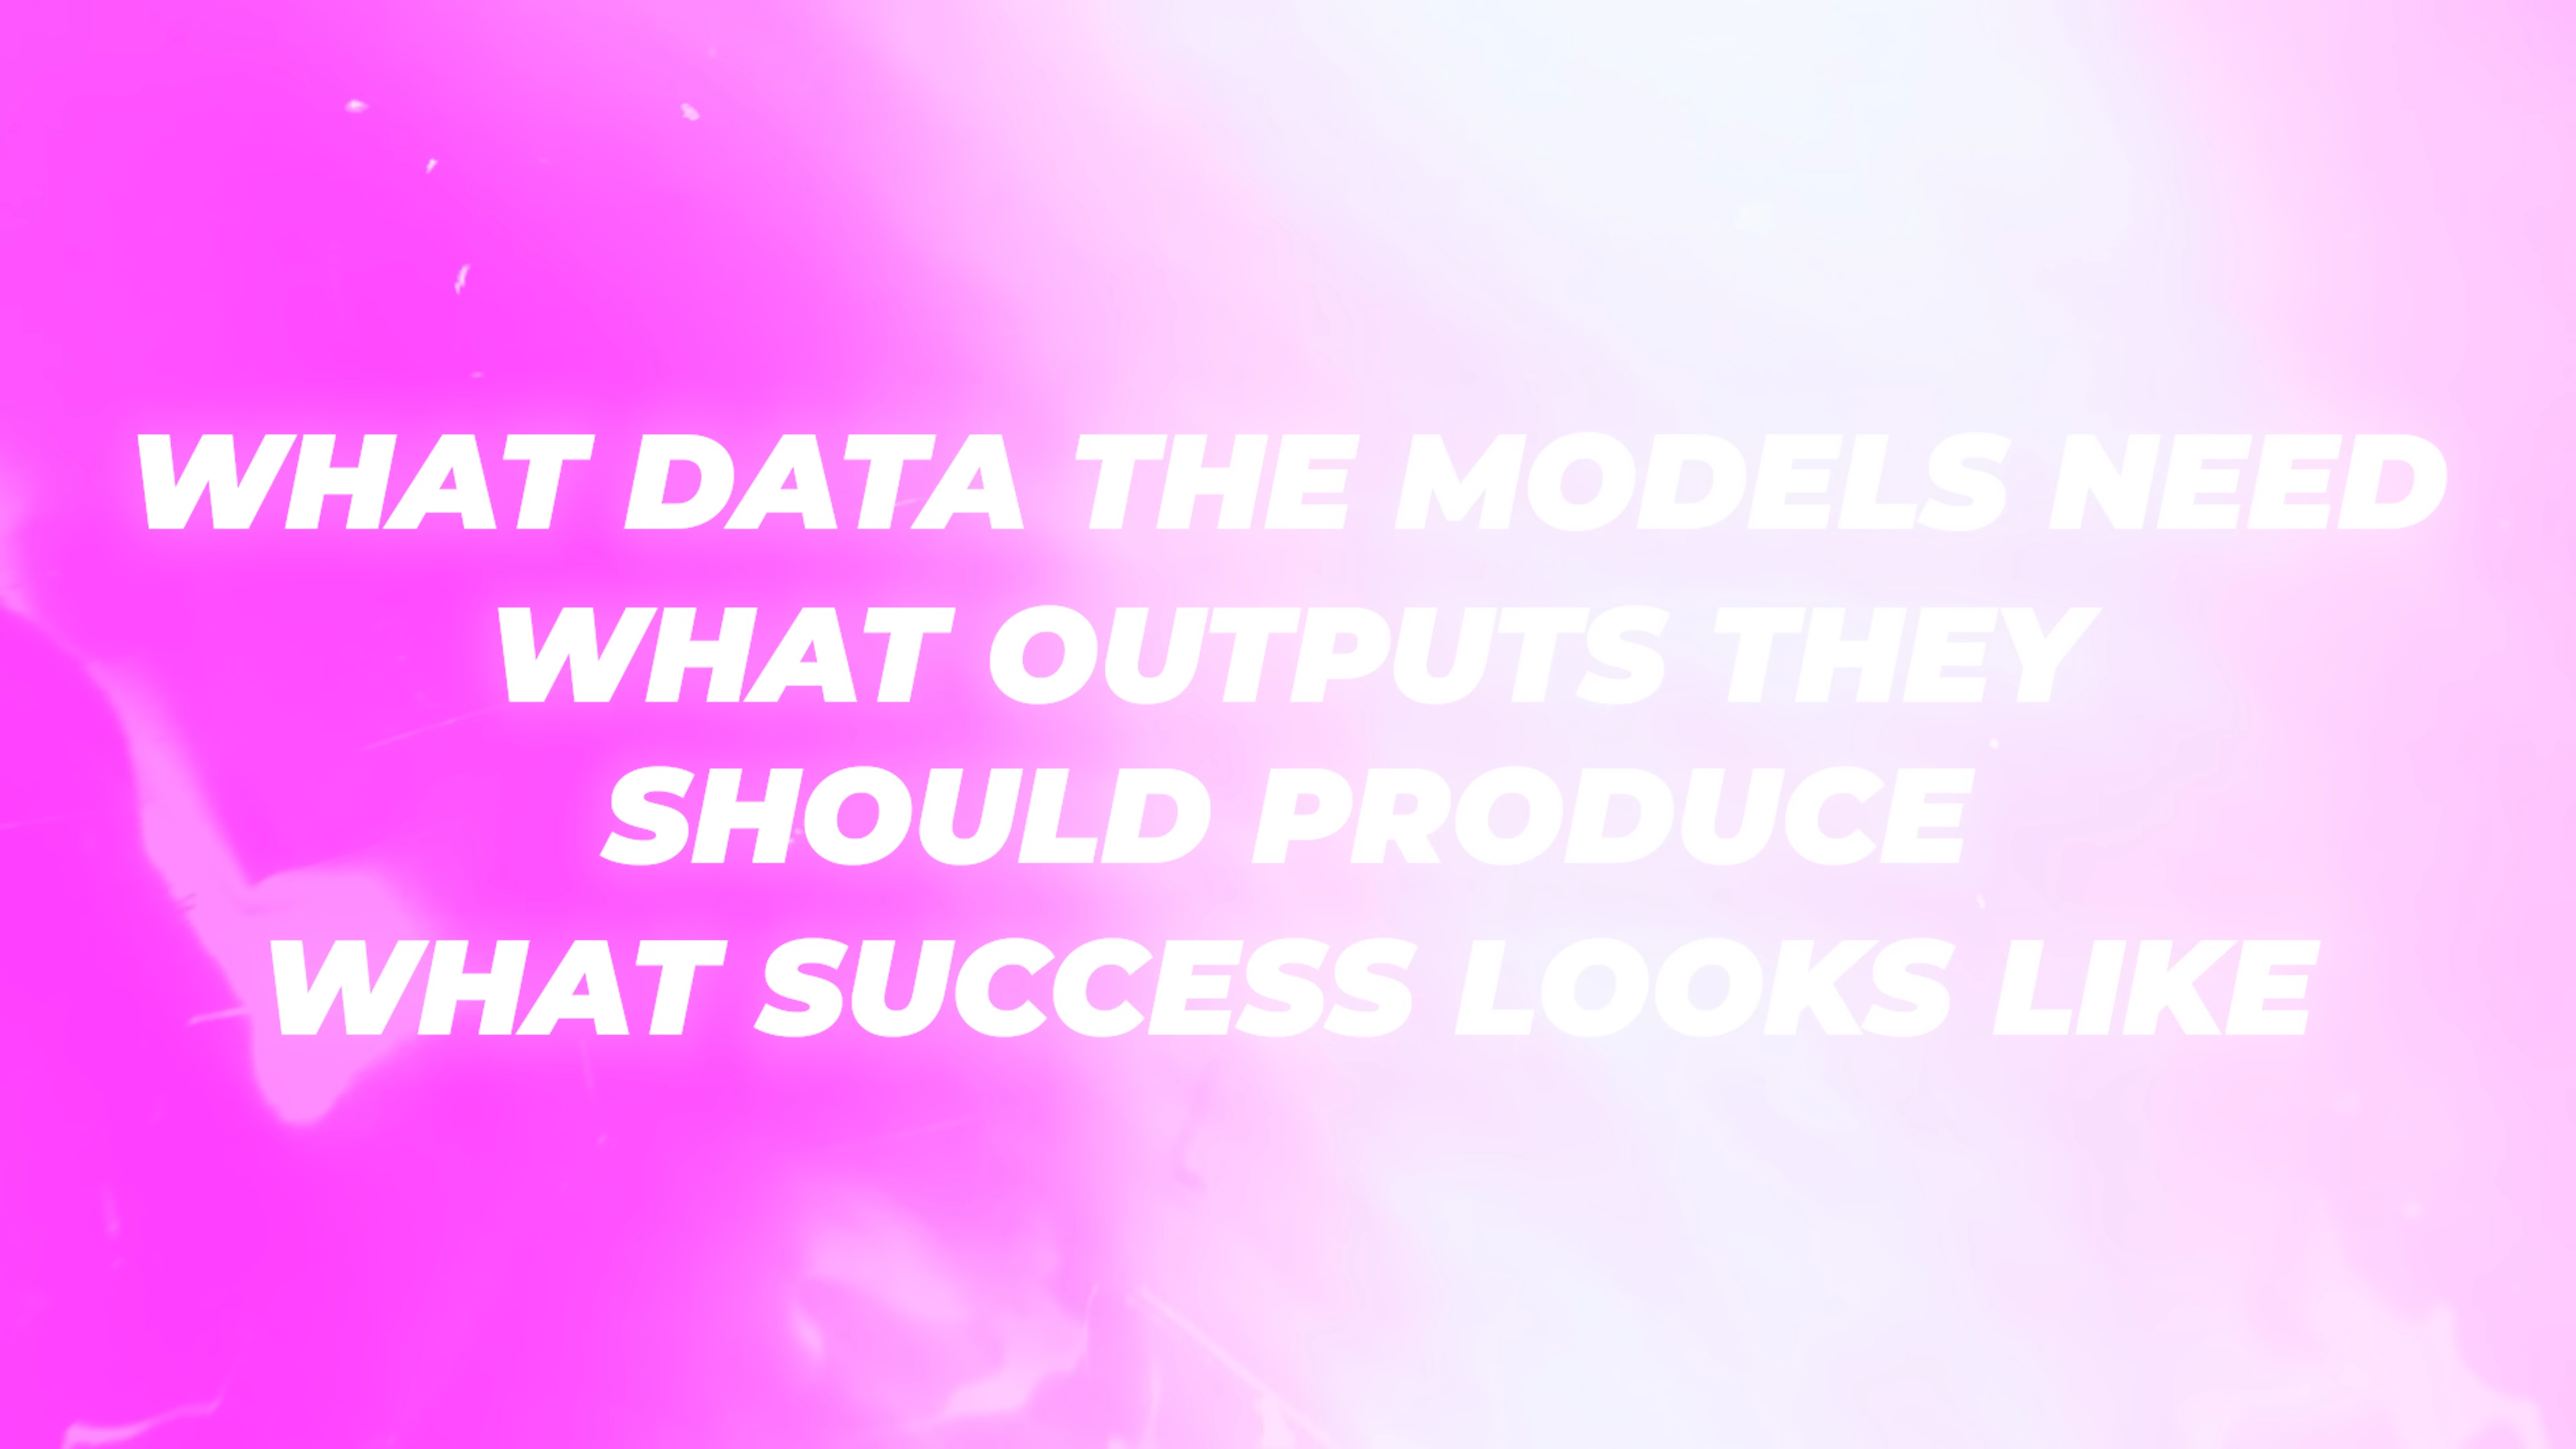 WHAT DATA THE MODELS NEED
WHAT OUTPUTS THEY
SHOULD PRODUCE
WHAT SUCCESS LOOKS LIKE